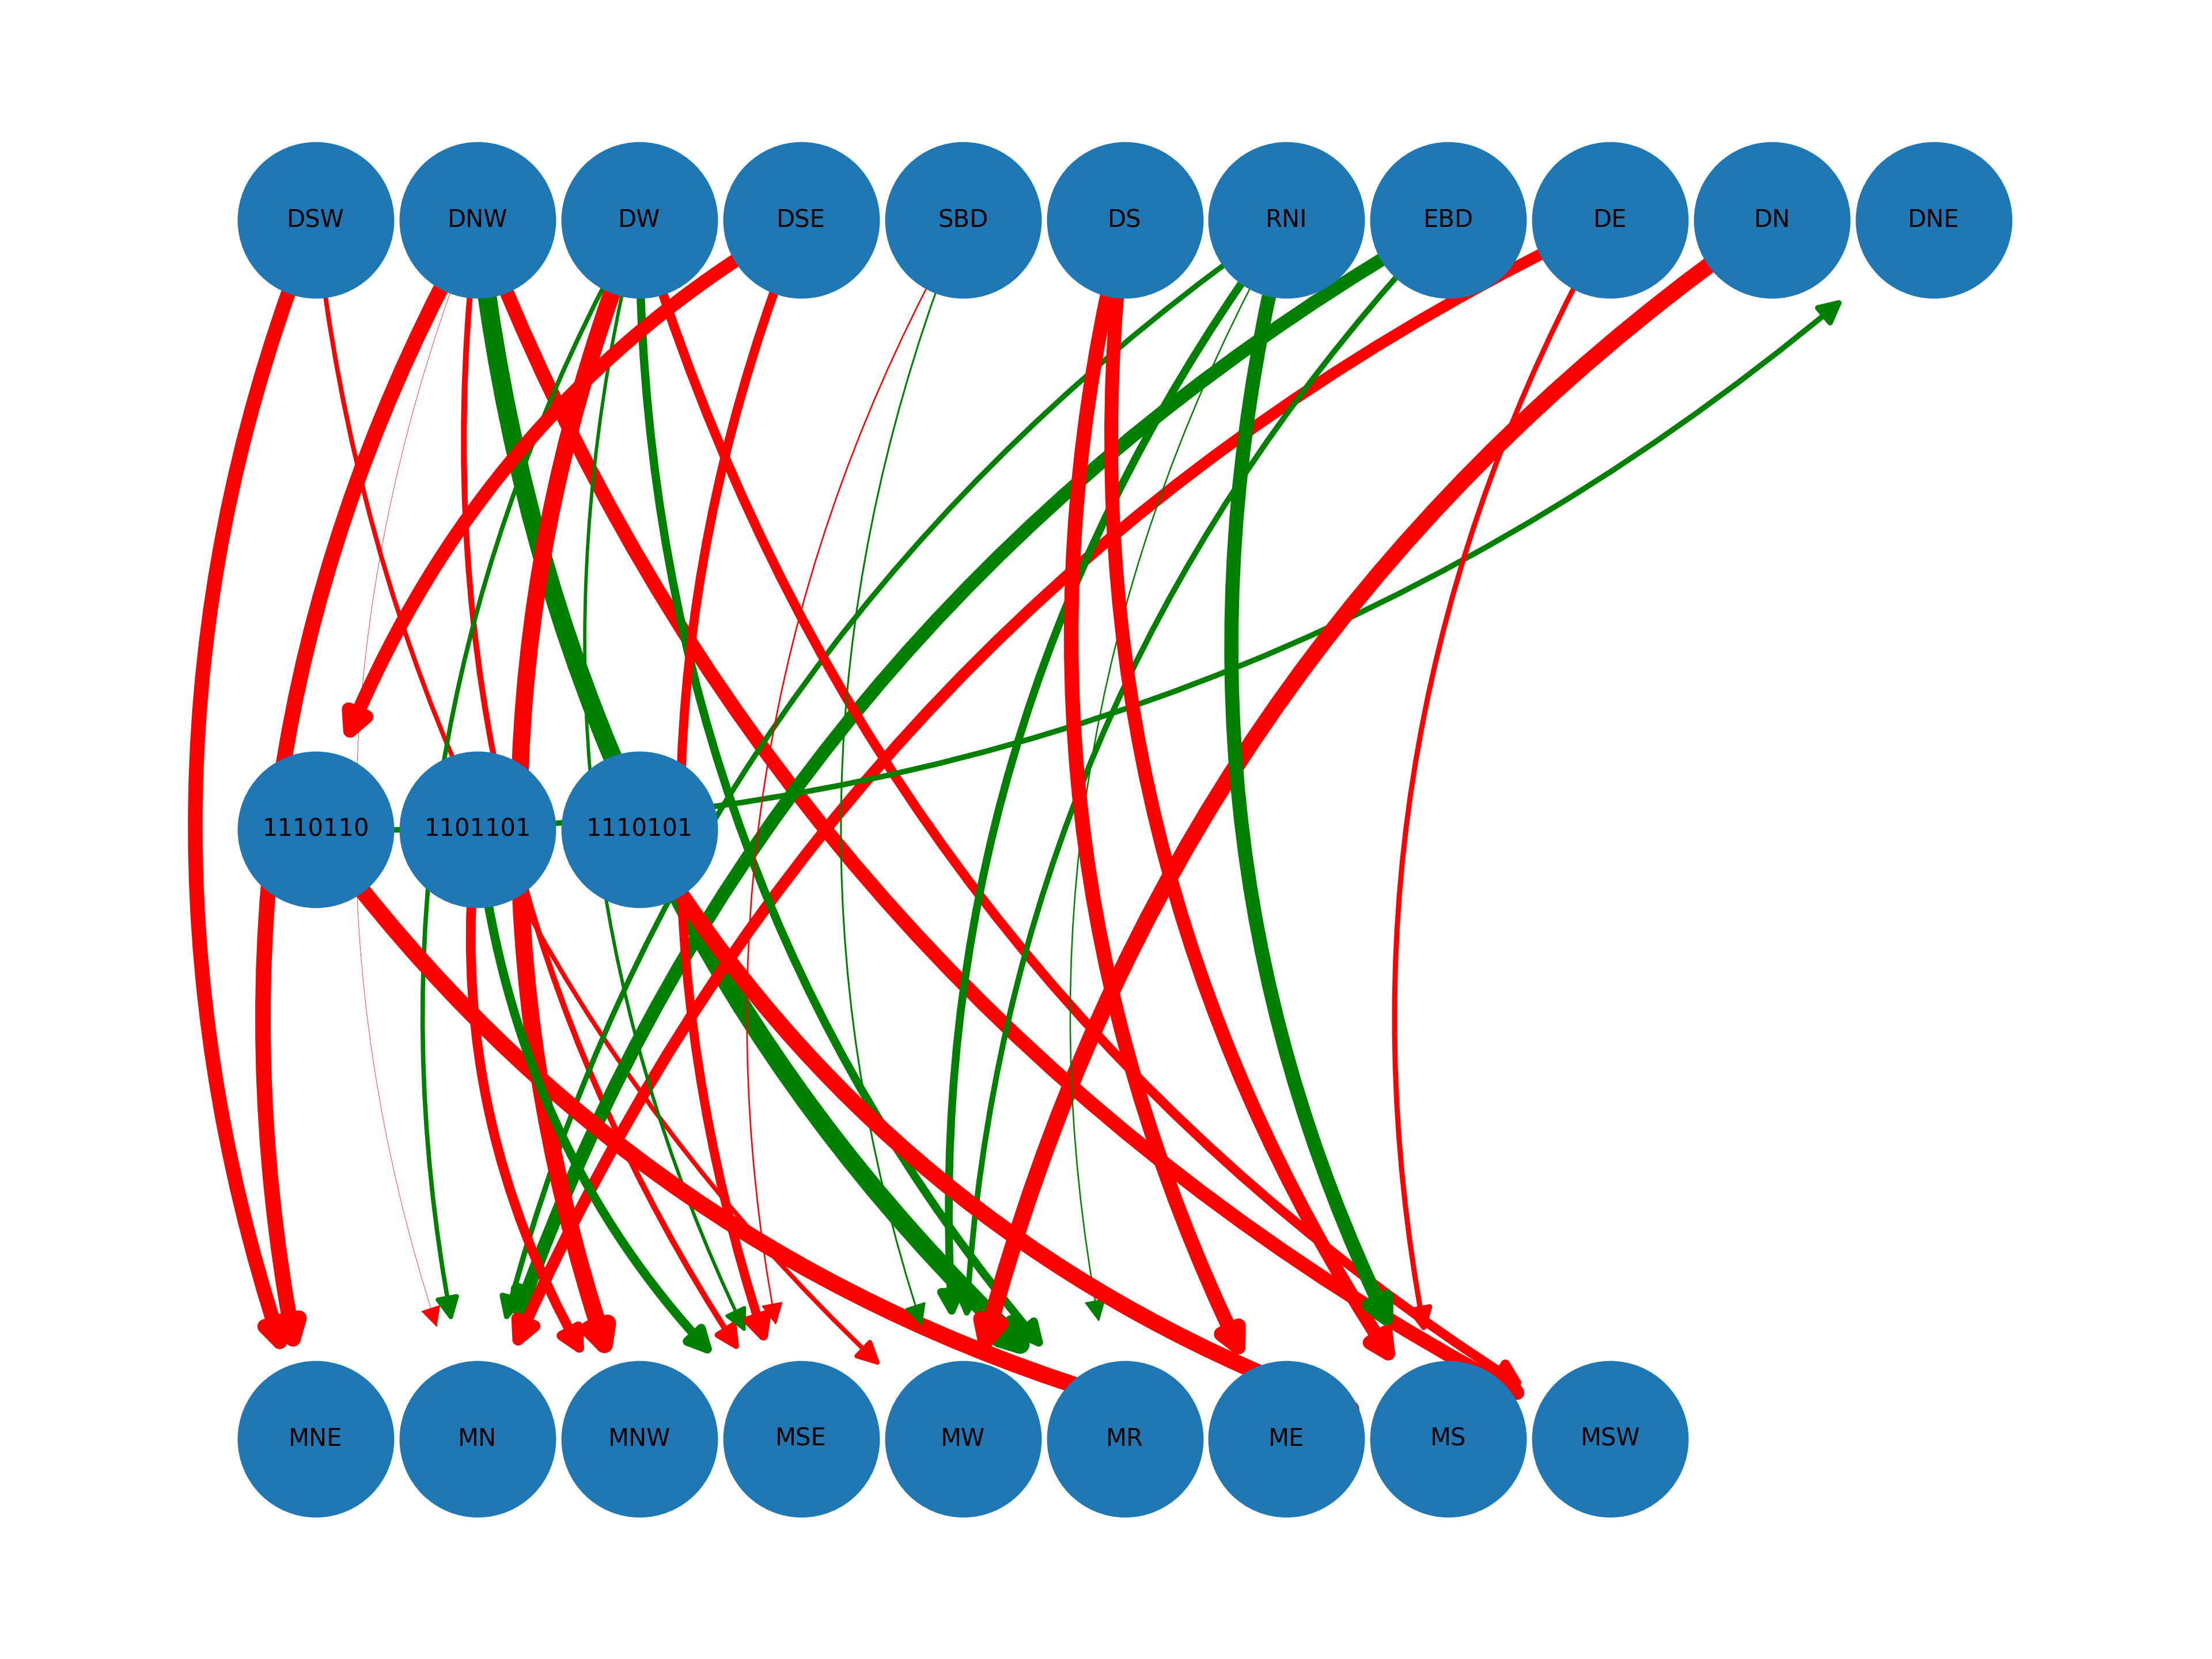 DSW DNW DW DSE SBD DS RNI EBD DE DN DNE
1110110 1101101 1110101
MNE MN MNW MSE MW MR ME MS MSW